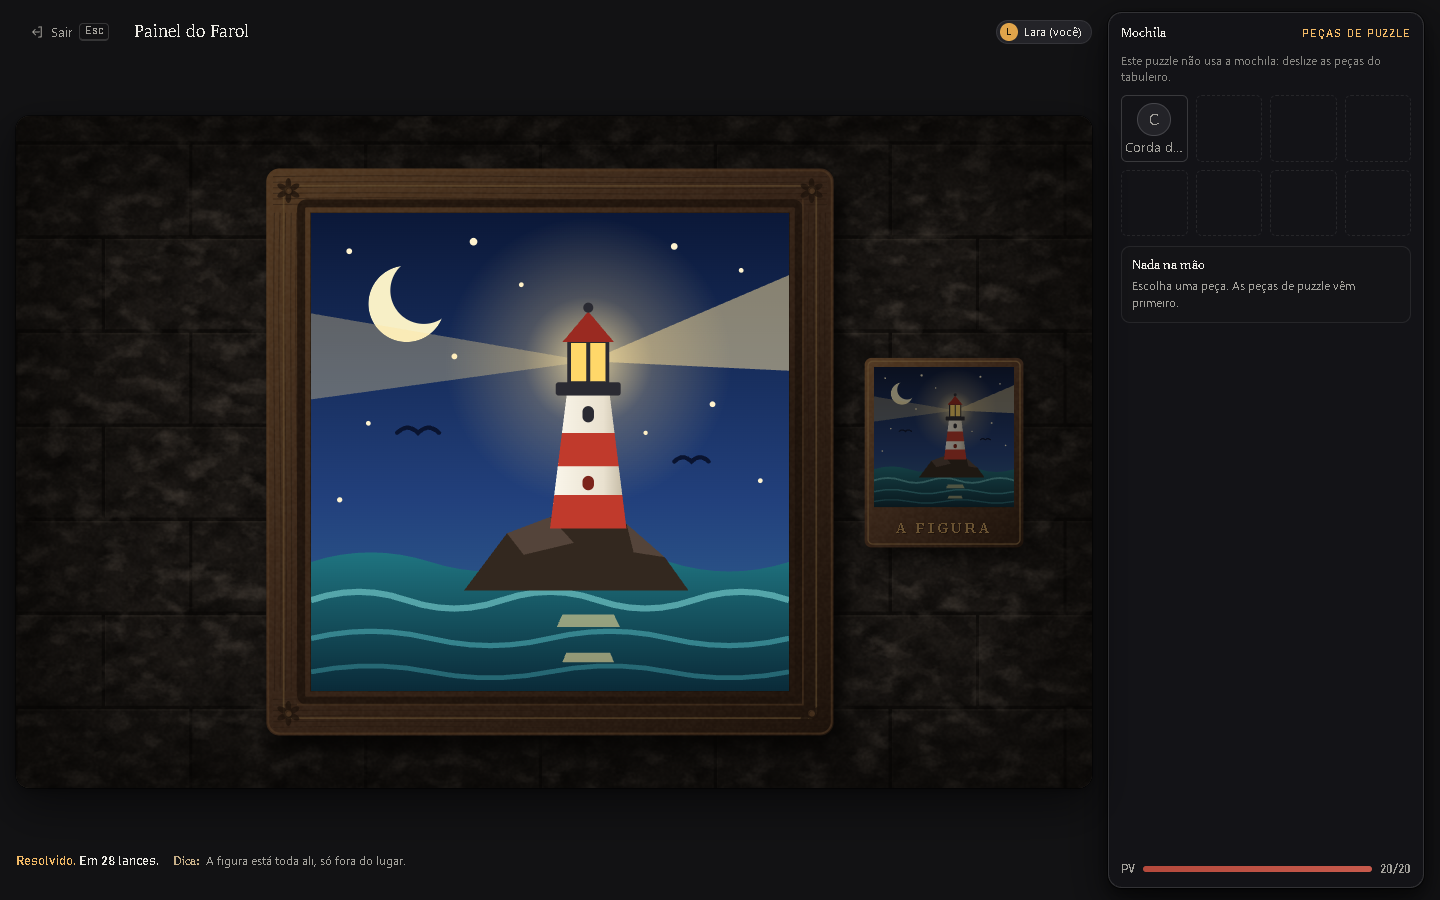 Sair Esc Painel do Farol
L Lara (você)
Mochila PEÇAS DE PUZZLE
Este puzzle não usa a mochila: deslize as peças do
tabuleiro.
C
Corda d...
Nada na mão
Escolha uma peça. As peças de puzzle vêm
primeiro.
A FIGURA
Resolvido. Em 28 lances. Dica: A figura está toda ali, só fora do lugar.
PV 20/20